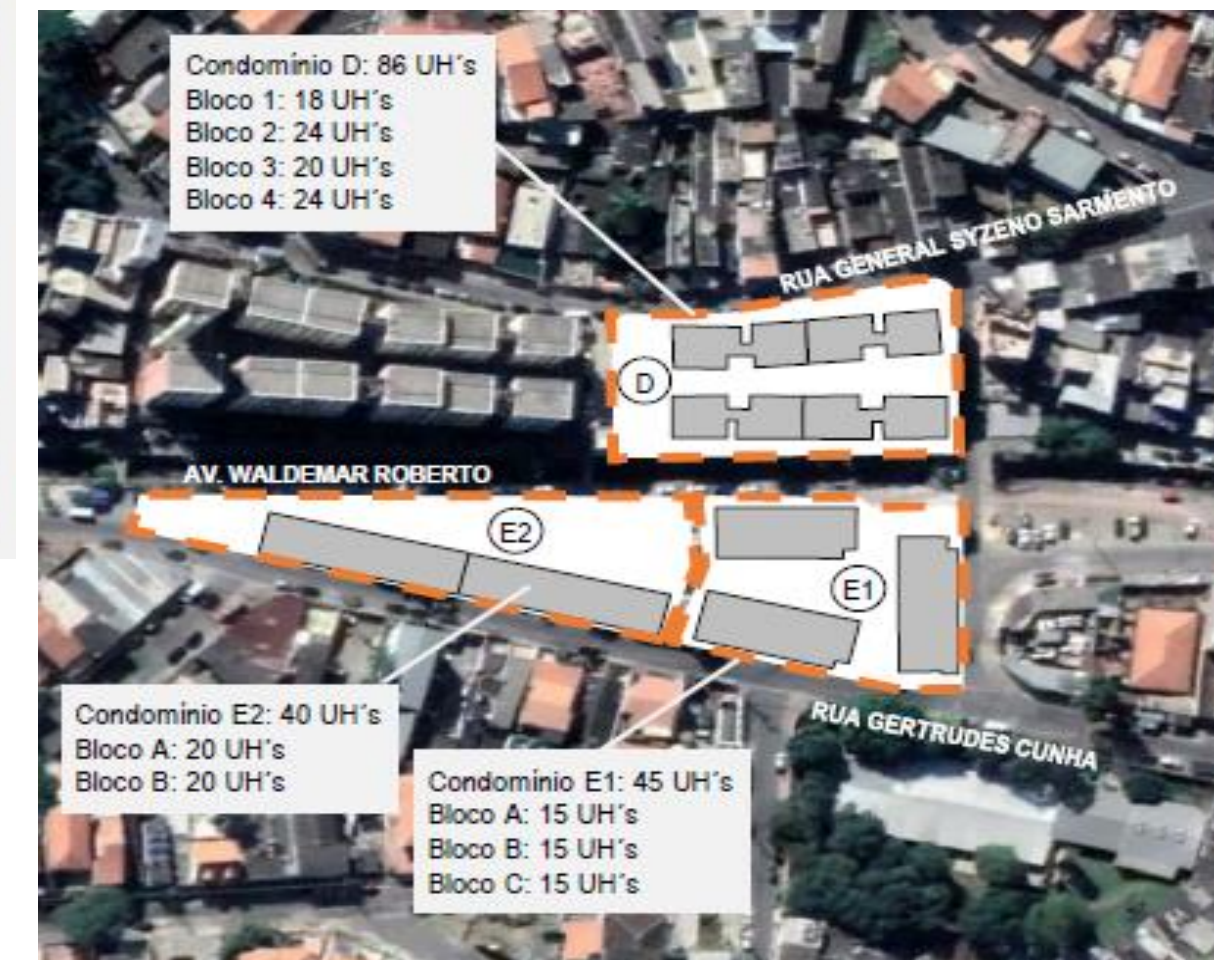 Condomínio D: 86 UH´s
Bloco 1: 18 UH´s
Bloco 2: 24 UH´s
Bloco 3: 20 UH´s
Bloco 4: 24 UH´s
RUA GENERAL SYZENO SARMENTO
D
AV. WALDEMAR ROBERTO
E2
E1
Condomínio E2: 40 UH´s
Bloco A: 20 UH´s
Bloco B: 20 UH´s
RUA GERTRUDES CUNHA
Condomínio E1: 45 UH´s
Bloco A: 15 UH´s
Bloco B: 15 UH´s
Bloco C: 15 UH´s